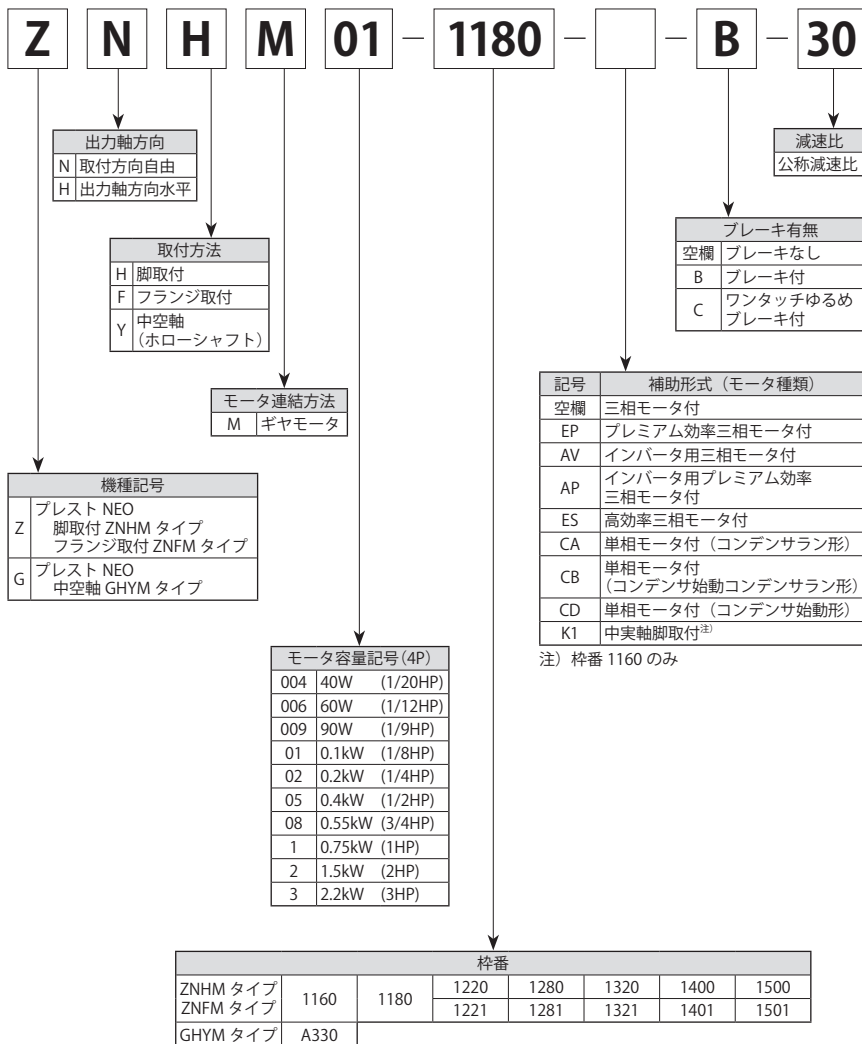 Z N H M 01 − 1180 − − B − 30
出力軸方向
N 取付方向自由
H 出力軸方向水平
減速比
公称減速比
ブレーキ有無
空欄 ブレーキなし
B ブレーキ付
C ワンタッチゆるめ
ブレーキ付
取付方法
H 脚取付
F フランジ取付
Y 中空軸
（ホローシャフト）
モータ連結方法
M ギヤモータ
記号 補助形式（モータ種類）
空欄 三相モータ付
EP プレミアム効率三相モータ付
AV インバータ用三相モータ付
AP インバータ用プレミアム効率
三相モータ付
ES 高効率三相モータ付
CA 単相モータ付（コンデンサラン形）
CB 単相モータ付
（コンデンサ始動コンデンサラン形）
CD 単相モータ付（コンデンサ始動形）
K1 中実軸脚取付注）
注）枠番 1160 のみ
機種記号
Z プレスト NEO
脚取付 ZNHM タイプ
フランジ取付 ZNFM タイプ
G プレスト NEO
中空軸 GHYM タイプ
モータ容量記号（4P）
004 40W (1/20HP)
006 60W (1/12HP)
009 90W (1/9HP)
01 0.1kW (1/8HP)
02 0.2kW (1/4HP)
05 0.4kW (1/2HP)
08 0.55kW (3/4HP)
1 0.75kW (1HP)
2 1.5kW (2HP)
3 2.2kW (3HP)
枠番
ZNHM タイプ 1160 1180 1220 1280 1320 1400 1500
ZNFM タイプ 1221 1281 1321 1401 1501
GHYM タイプ A330